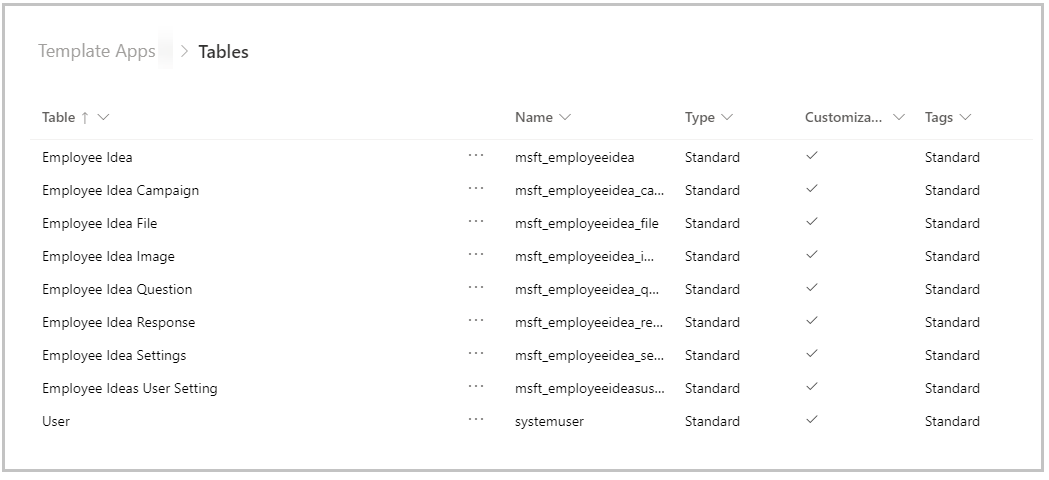 Template Apps > Tables
Table ↑ Name Type Customiza... Tags
Employee Idea ... msft_employeeidea Standard ✓ Standard
Employee Idea Campaign ... msft_employeeidea_ca... Standard ✓ Standard
Employee Idea File ... msft_employeeidea_file Standard ✓ Standard
Employee Idea Image ... msft_employeeidea_i... Standard ✓ Standard
Employee Idea Question ... msft_employeeidea_q... Standard ✓ Standard
Employee Idea Response ... msft_employeeidea_re... Standard ✓ Standard
Employee Idea Settings ... msft_employeeidea_se... Standard ✓ Standard
Employee Ideas User Setting ... msft_employeeideasus... Standard ✓ Standard
User ... systemuser Standard ✓ Standard